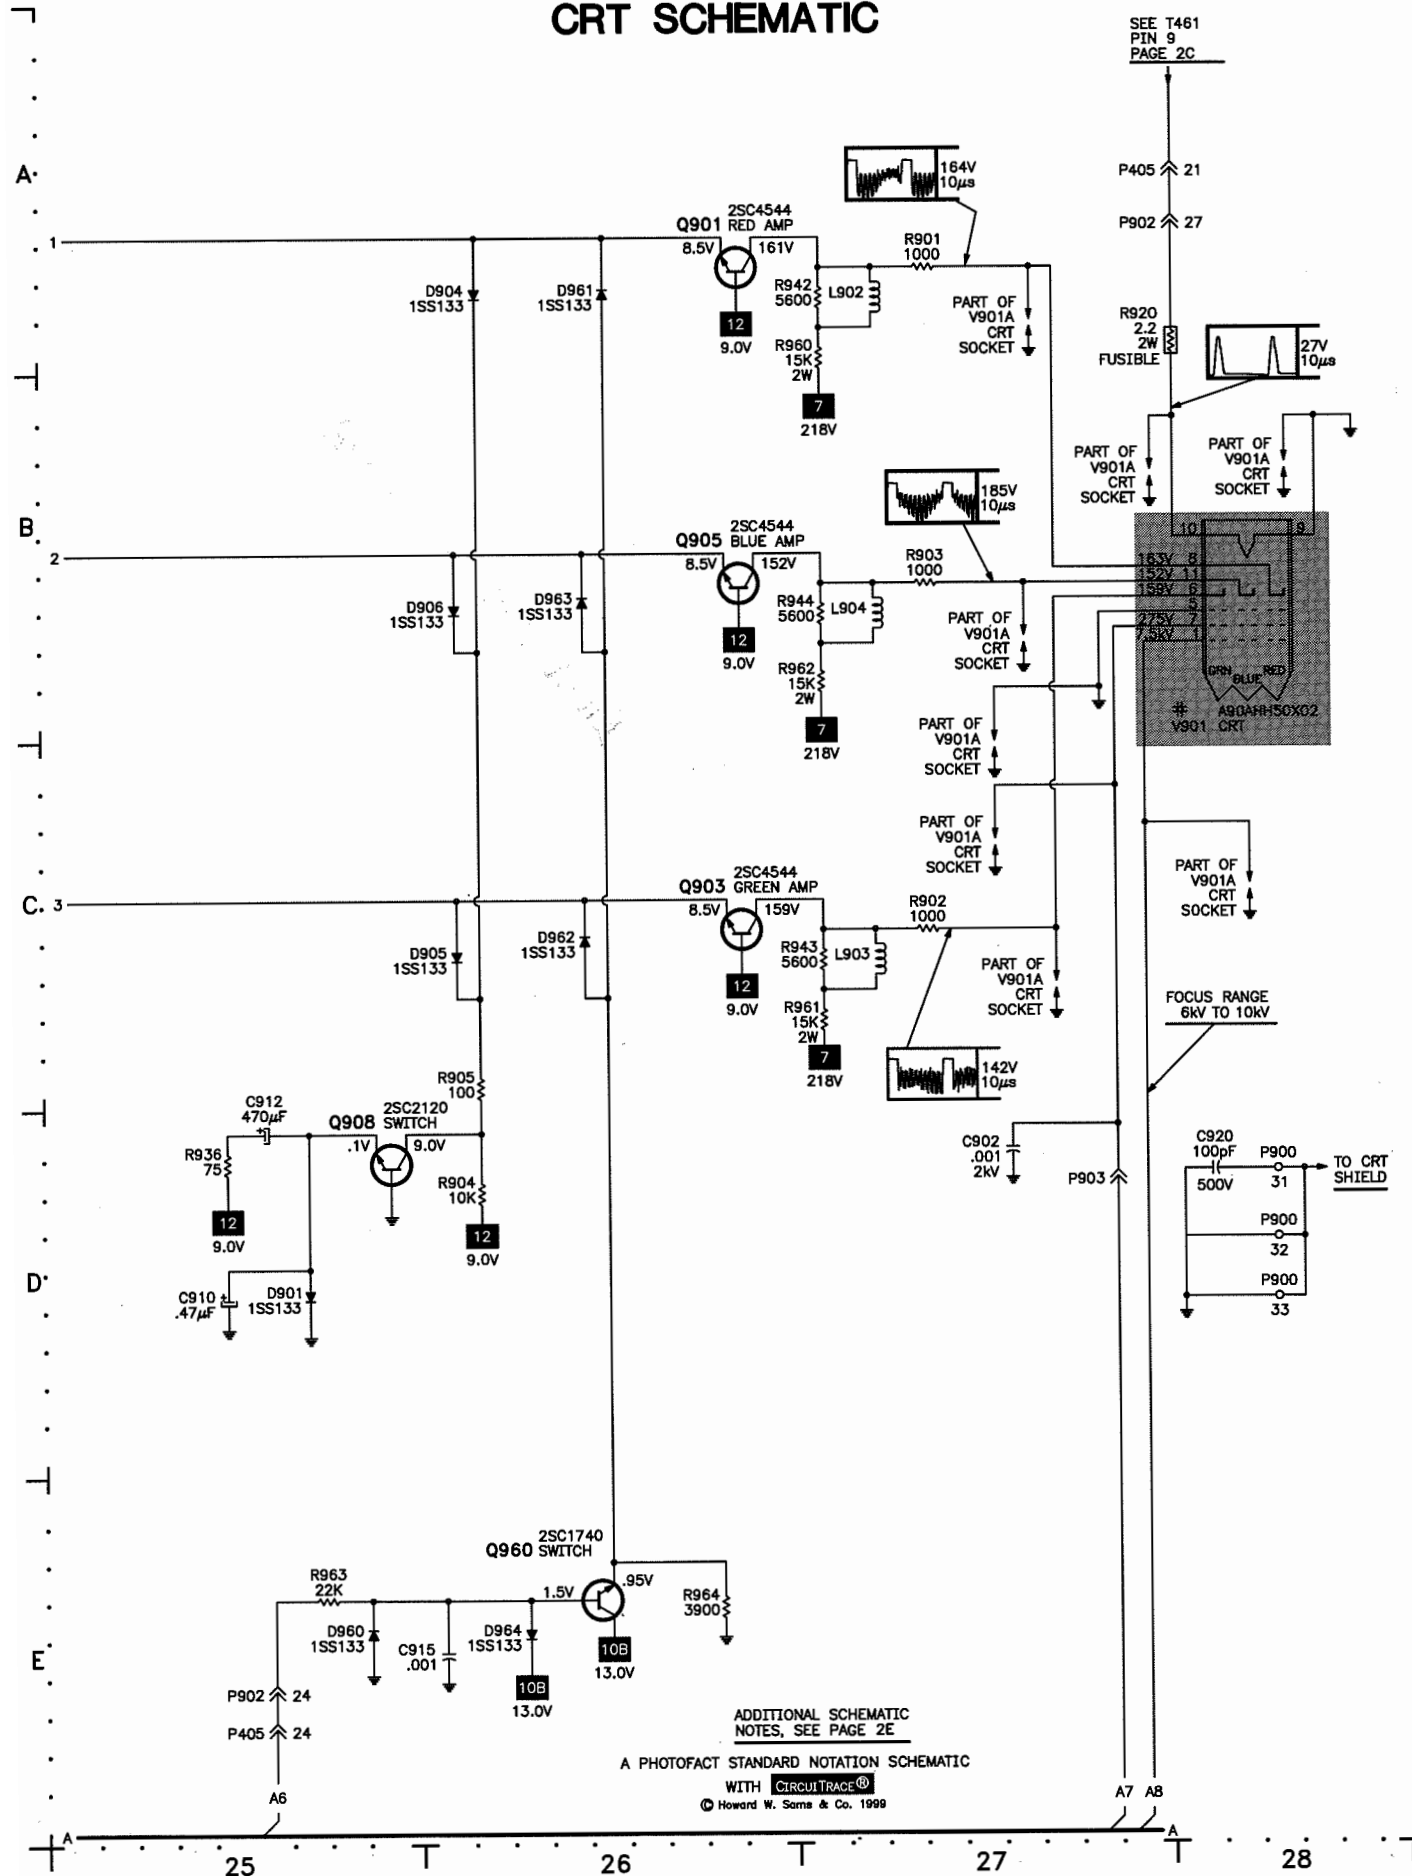 CRT SCHEMATIC
SEE T461
PIN 9
PAGE 2C
A
164V
10µs
P405 21
P902 27
1
2SC4544
Q901 RED AMP
8.5V 161V
R901
1000
D904
1SS133
D961
1SS133
R942
5600
L902
12
9.0V
PART OF
V901A
CRT
SOCKET
R920
2.2
2W
FUSIBLE
27V
10µs
R960
15K
2W
7
218V
PART OF
V901A
CRT
SOCKET
PART OF
V901A
CRT
SOCKET
185V
10µs
B
2
2SC4544
Q905 BLUE AMP
8.5V 152V
R903
1000
10 9
163V 8
152V 11
159V 6
5
275V 7
7.5kV 1
GRN BLUE RED
# A90AHH50X02
V901 CRT
D906
1SS133
D963
1SS133
R944
5600
L904
12
9.0V
PART OF
V901A
CRT
SOCKET
R962
15K
2W
7
218V
PART OF
V901A
CRT
SOCKET
PART OF
V901A
CRT
SOCKET
PART OF
V901A
CRT
SOCKET
C. 3
2SC4544
Q903 GREEN AMP
8.5V 159V
R902
1000
D905
1SS133
D962
1SS133
R943
5600
L903
12
9.0V
PART OF
V901A
CRT
SOCKET
R961
15K
2W
7
218V
FOCUS RANGE
6kV TO 10kV
142V
10µs
R905
100
C912
470µF
2SC2120
Q908 SWITCH
.1V 9.0V
R936
75
R904
10K
12
9.0V
12
9.0V
C902
.001
2kV
P903
C920
100pF
500V
P900
31
TO CRT
SHIELD
P900
32
P900
33
D
C910
.47µF
D901
1SS133
2SC1740
Q960 SWITCH
1.5V .95V
R963
22K
R964
3900
E
D960
1SS133
C915
.001
D964
1SS133
10B
13.0V
10B
13.0V
P902 24
P405 24
ADDITIONAL SCHEMATIC
NOTES, SEE PAGE 2E
A PHOTOFACT STANDARD NOTATION SCHEMATIC
WITH CIRCUITRACE®
© Howard W. Sams & Co. 1999
A6 A7 A8
A A
25 26 27 28